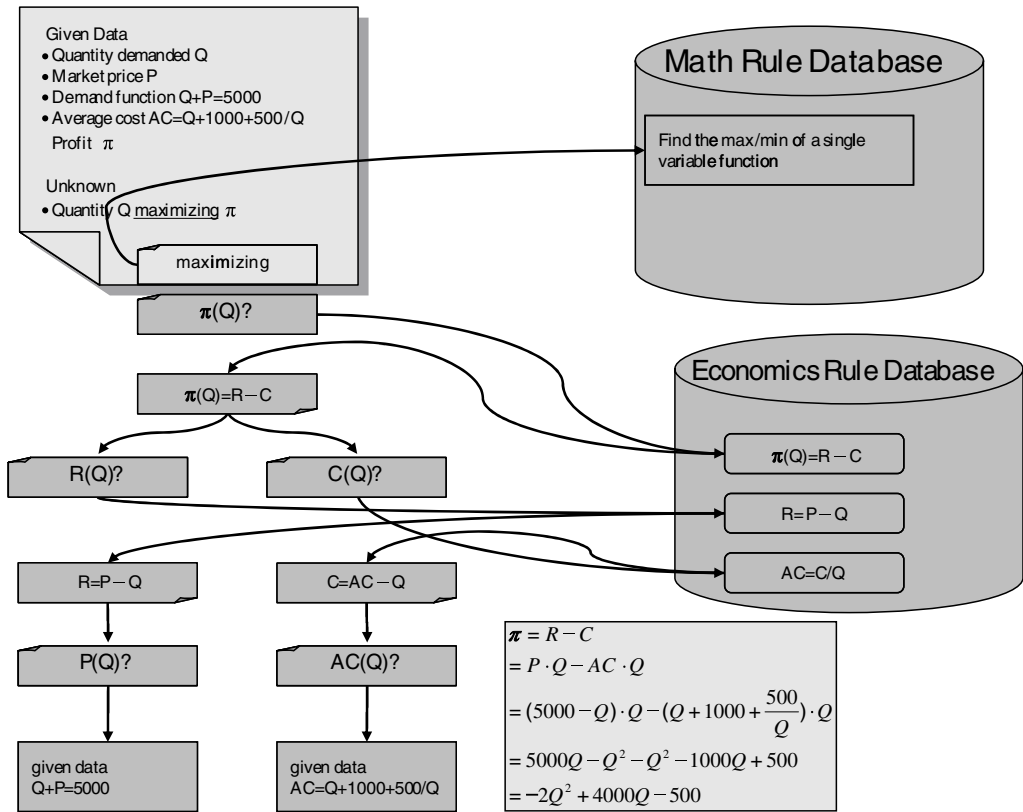 Given Data
• Quantity demanded Q
• Market price P
• Demand function Q+P=5000
• Average cost AC=Q+1000+500/Q
Profit π
Unknown
• Quantity Q maximizing π
maximizing
π(Q)?
π(Q)=R−C
R(Q)?
C(Q)?
R=P−Q
C=AC−Q
P(Q)?
AC(Q)?
given data
Q+P=5000
given data
AC=Q+1000+500/Q
Math Rule Database
Find the max/min of a single
variable function
Economics Rule Database
π(Q)=R−C
R=P−Q
AC=C/Q
π = R − C
= P · Q − AC · Q
= (5000 − Q) · Q − (Q + 1000 + 500/Q) · Q
= 5000Q − Q² − Q² − 1000Q + 500
= −2Q² + 4000Q − 500